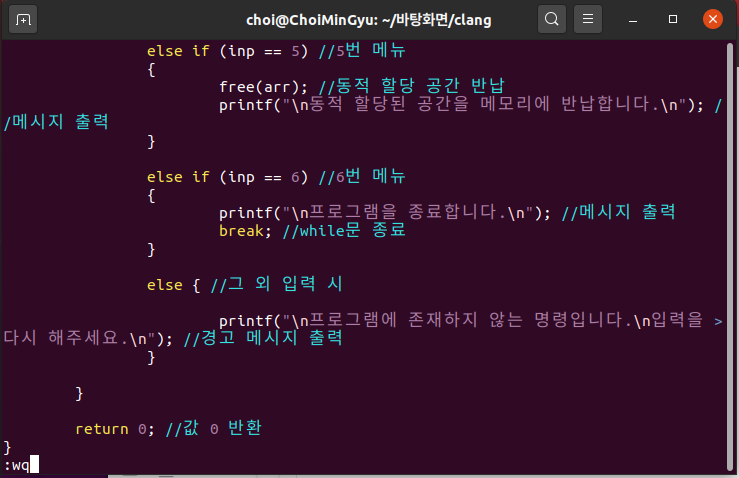 choi@ChoiMinGyu: ~/바탕화면/clang
else if (inp == 5) //5번 메뉴
{
free(arr); //동적 할당 공간 반납
printf("\n동적 할당된 공간을 메모리에 반납합니다.\n"); /
/메시지 출력
}
else if (inp == 6) //6번 메뉴
{
printf("\n프로그램을 종료합니다.\n"); //메시지 출력
break; //while문 종료
}
else { //그 외 입력 시
printf("\n프로그램에 존재하지 않는 명령입니다.\n입력을 >
다시 해주세요.\n"); //경고 메시지 출력
}
}
return 0; //값 0 반환
}
:wq